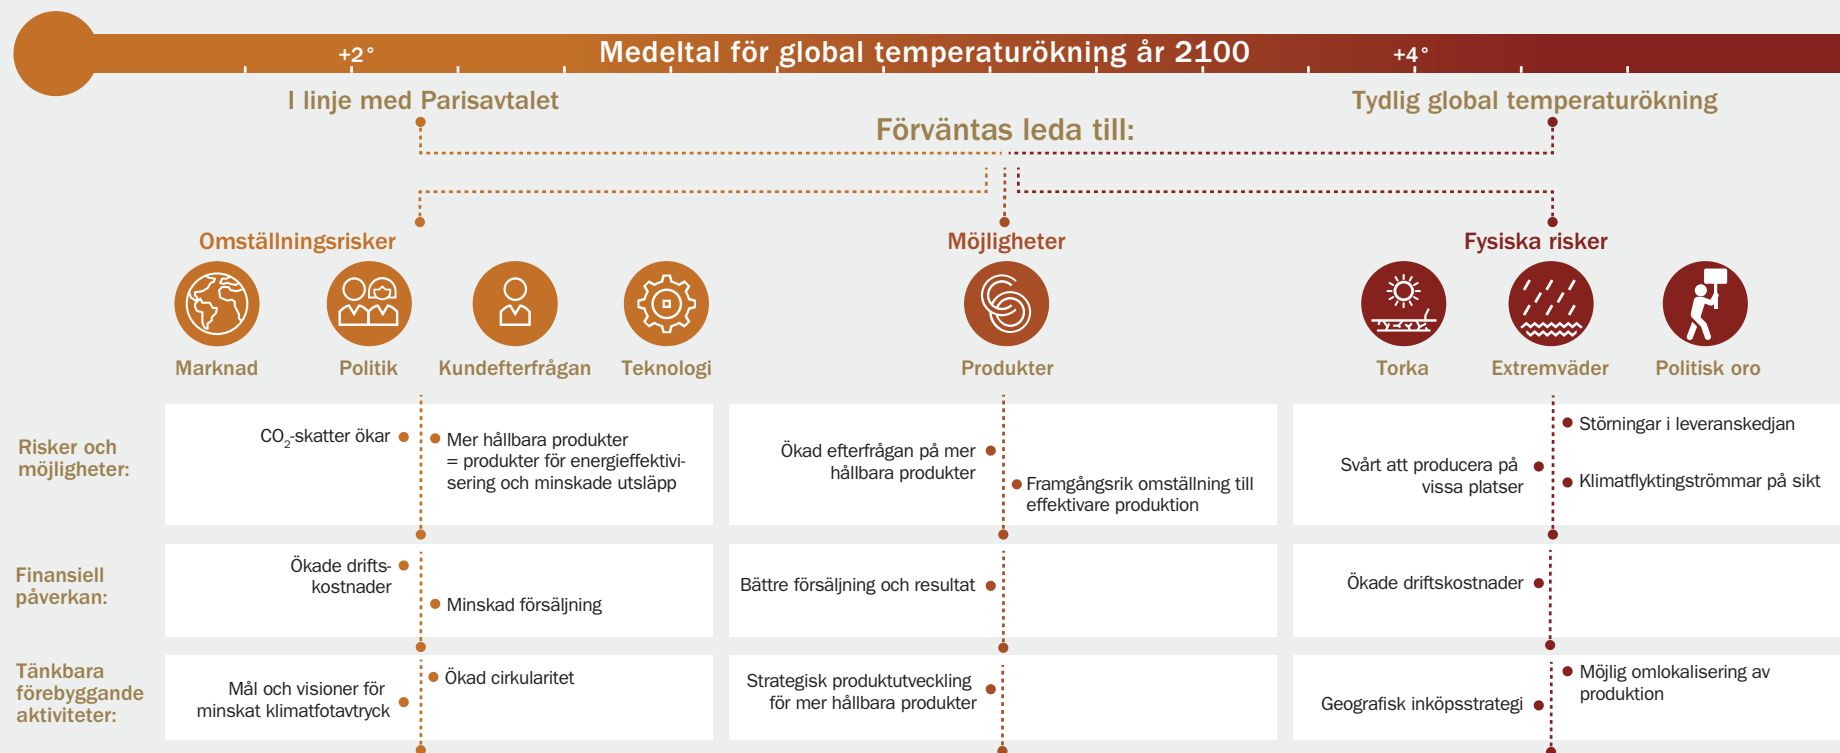 +2°
Medeltal för global temperaturökning år 2100
+4°
I linje med Parisavtalet
Tydlig global temperaturökning
Förväntas leda till:
Omställningsrisker
Möjligheter
Fysiska risker
Marknad
Politik
Kundefterfrågan
Teknologi
Produkter
Torka
Extremväder
Politisk oro
Risker och
möjligheter:
CO₂-skatter ökar
Mer hållbara produkter
= produkter för energieffektivi-
sering och minskade utsläpp
Ökad efterfrågan på mer
hållbara produkter
Framgångsrik omställning till
effektivare produktion
Svårt att producera på
vissa platser
Störningar i leveranskedjan
Klimatflyktingströmmar på sikt
Finansiell
påverkan:
Ökade drifts-
kostnader
Minskad försäljning
Bättre försäljning och resultat
Ökade driftskostnader
Tänkbara
förebyggande
aktiviteter:
Mål och visioner för
minskat klimatfotavtryck
Ökad cirkularitet
Strategisk produktutveckling
för mer hållbara produkter
Geografisk inköpsstrategi
Möjlig omlokalisering av
produktion